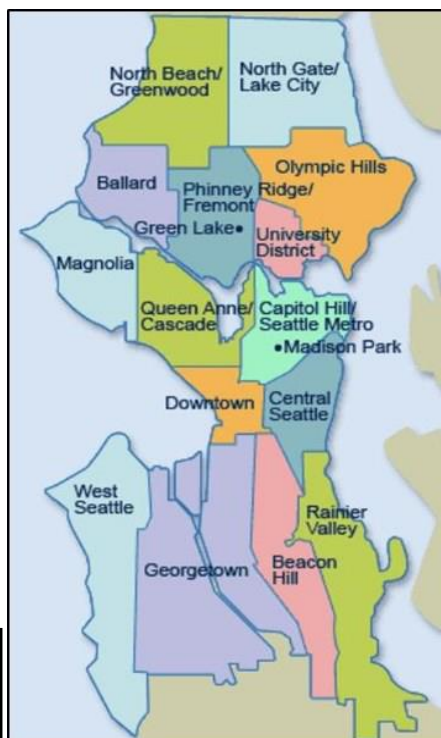 North Beach/
Greenwood
North Gate/
Lake City
Ballard
Phinney Ridge/
Fremont
Green Lake
Olympic Hills
University
District
Magnolia
Queen Anne/
Cascade
Capitol Hill/
Seattle Metro
Madison Park
Downtown
Central
Seattle
West
Seattle
Rainier
Valley
Georgetown
Beacon
Hill